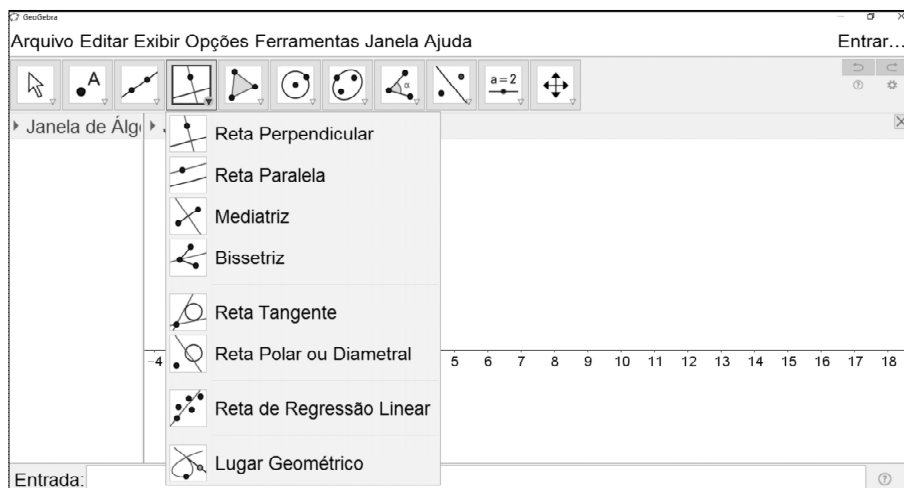 GeoGebra
Arquivo Editar Exibir Opções Ferramentas Janela Ajuda Entrar...
A α a=2
Janela de Álg
Reta Perpendicular
Reta Paralela
Mediatriz
Bissetriz
Reta Tangente
Reta Polar ou Diametral
-4 5 6 7 8 9 10 11 12 13 14 15 16 17 18
Reta de Regressão Linear
Lugar Geométrico
Entrada: